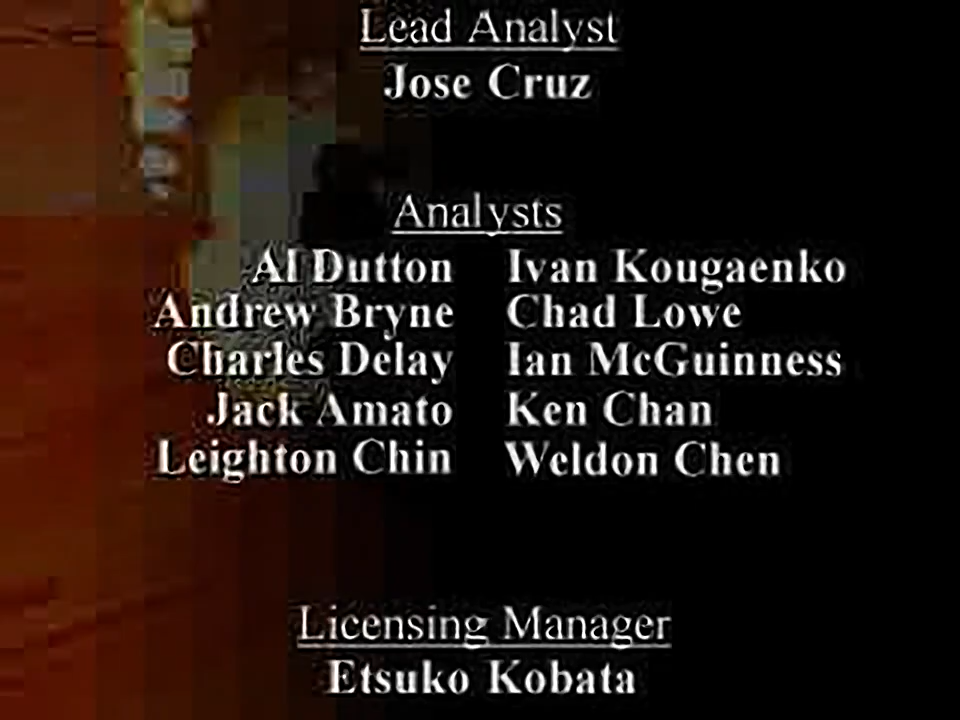 Lead Analyst
Jose Cruz
Analysts
Al Dutton Ivan Kougaenko
Andrew Bryne Chad Lowe
Charles Delay Ian McGuinness
Jack Amato Ken Chan
Leighton Chin Weldon Chen
Licensing Manager
Etsuko Kobata